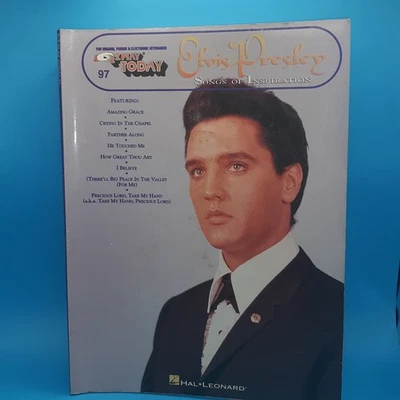 FOR ORGANS, PIANOS & ELECTRONIC KEYBOARDS
E-Z PLAY
TODAY
97
Elvis Presley
SONGS OF INSPIRATION
FEATURING:
AMAZING GRACE
CRYING IN THE CHAPEL
FARTHER ALONG
HE TOUCHED ME
HOW GREAT THOU ART
I BELIEVE
(THERE'LL BE) PEACE IN THE VALLEY
(FOR ME)
PRECIOUS LORD, TAKE MY HAND
(A.K.A. TAKE MY HAND, PRECIOUS LORD)
HAL•LEONARD